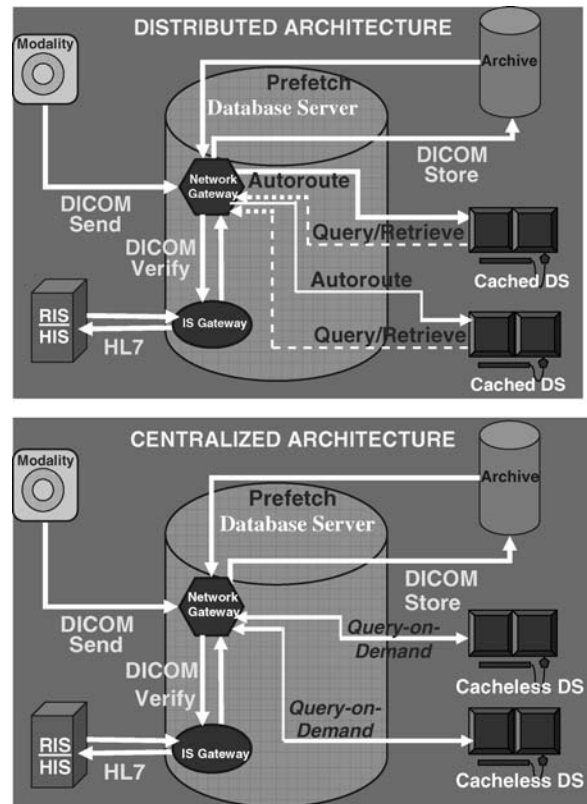 DISTRIBUTED ARCHITECTURE
Modality
Archive
Prefetch
Database Server
Network
Gateway
DICOM
Store
Autoroute
DICOM
Send
Query/Retrieve
DICOM
Verify
Cached DS
Autoroute
RIS
HIS
IS Gateway
Query/Retrieve
HL7
Cached DS
CENTRALIZED ARCHITECTURE
Modality
Archive
Prefetch
Database Server
Network
Gateway
DICOM
Store
DICOM
Send
Query-on-
Demand
DICOM
Verify
Cacheless DS
Query-on-
Demand
RIS
HIS
IS Gateway
HL7
Cacheless DS